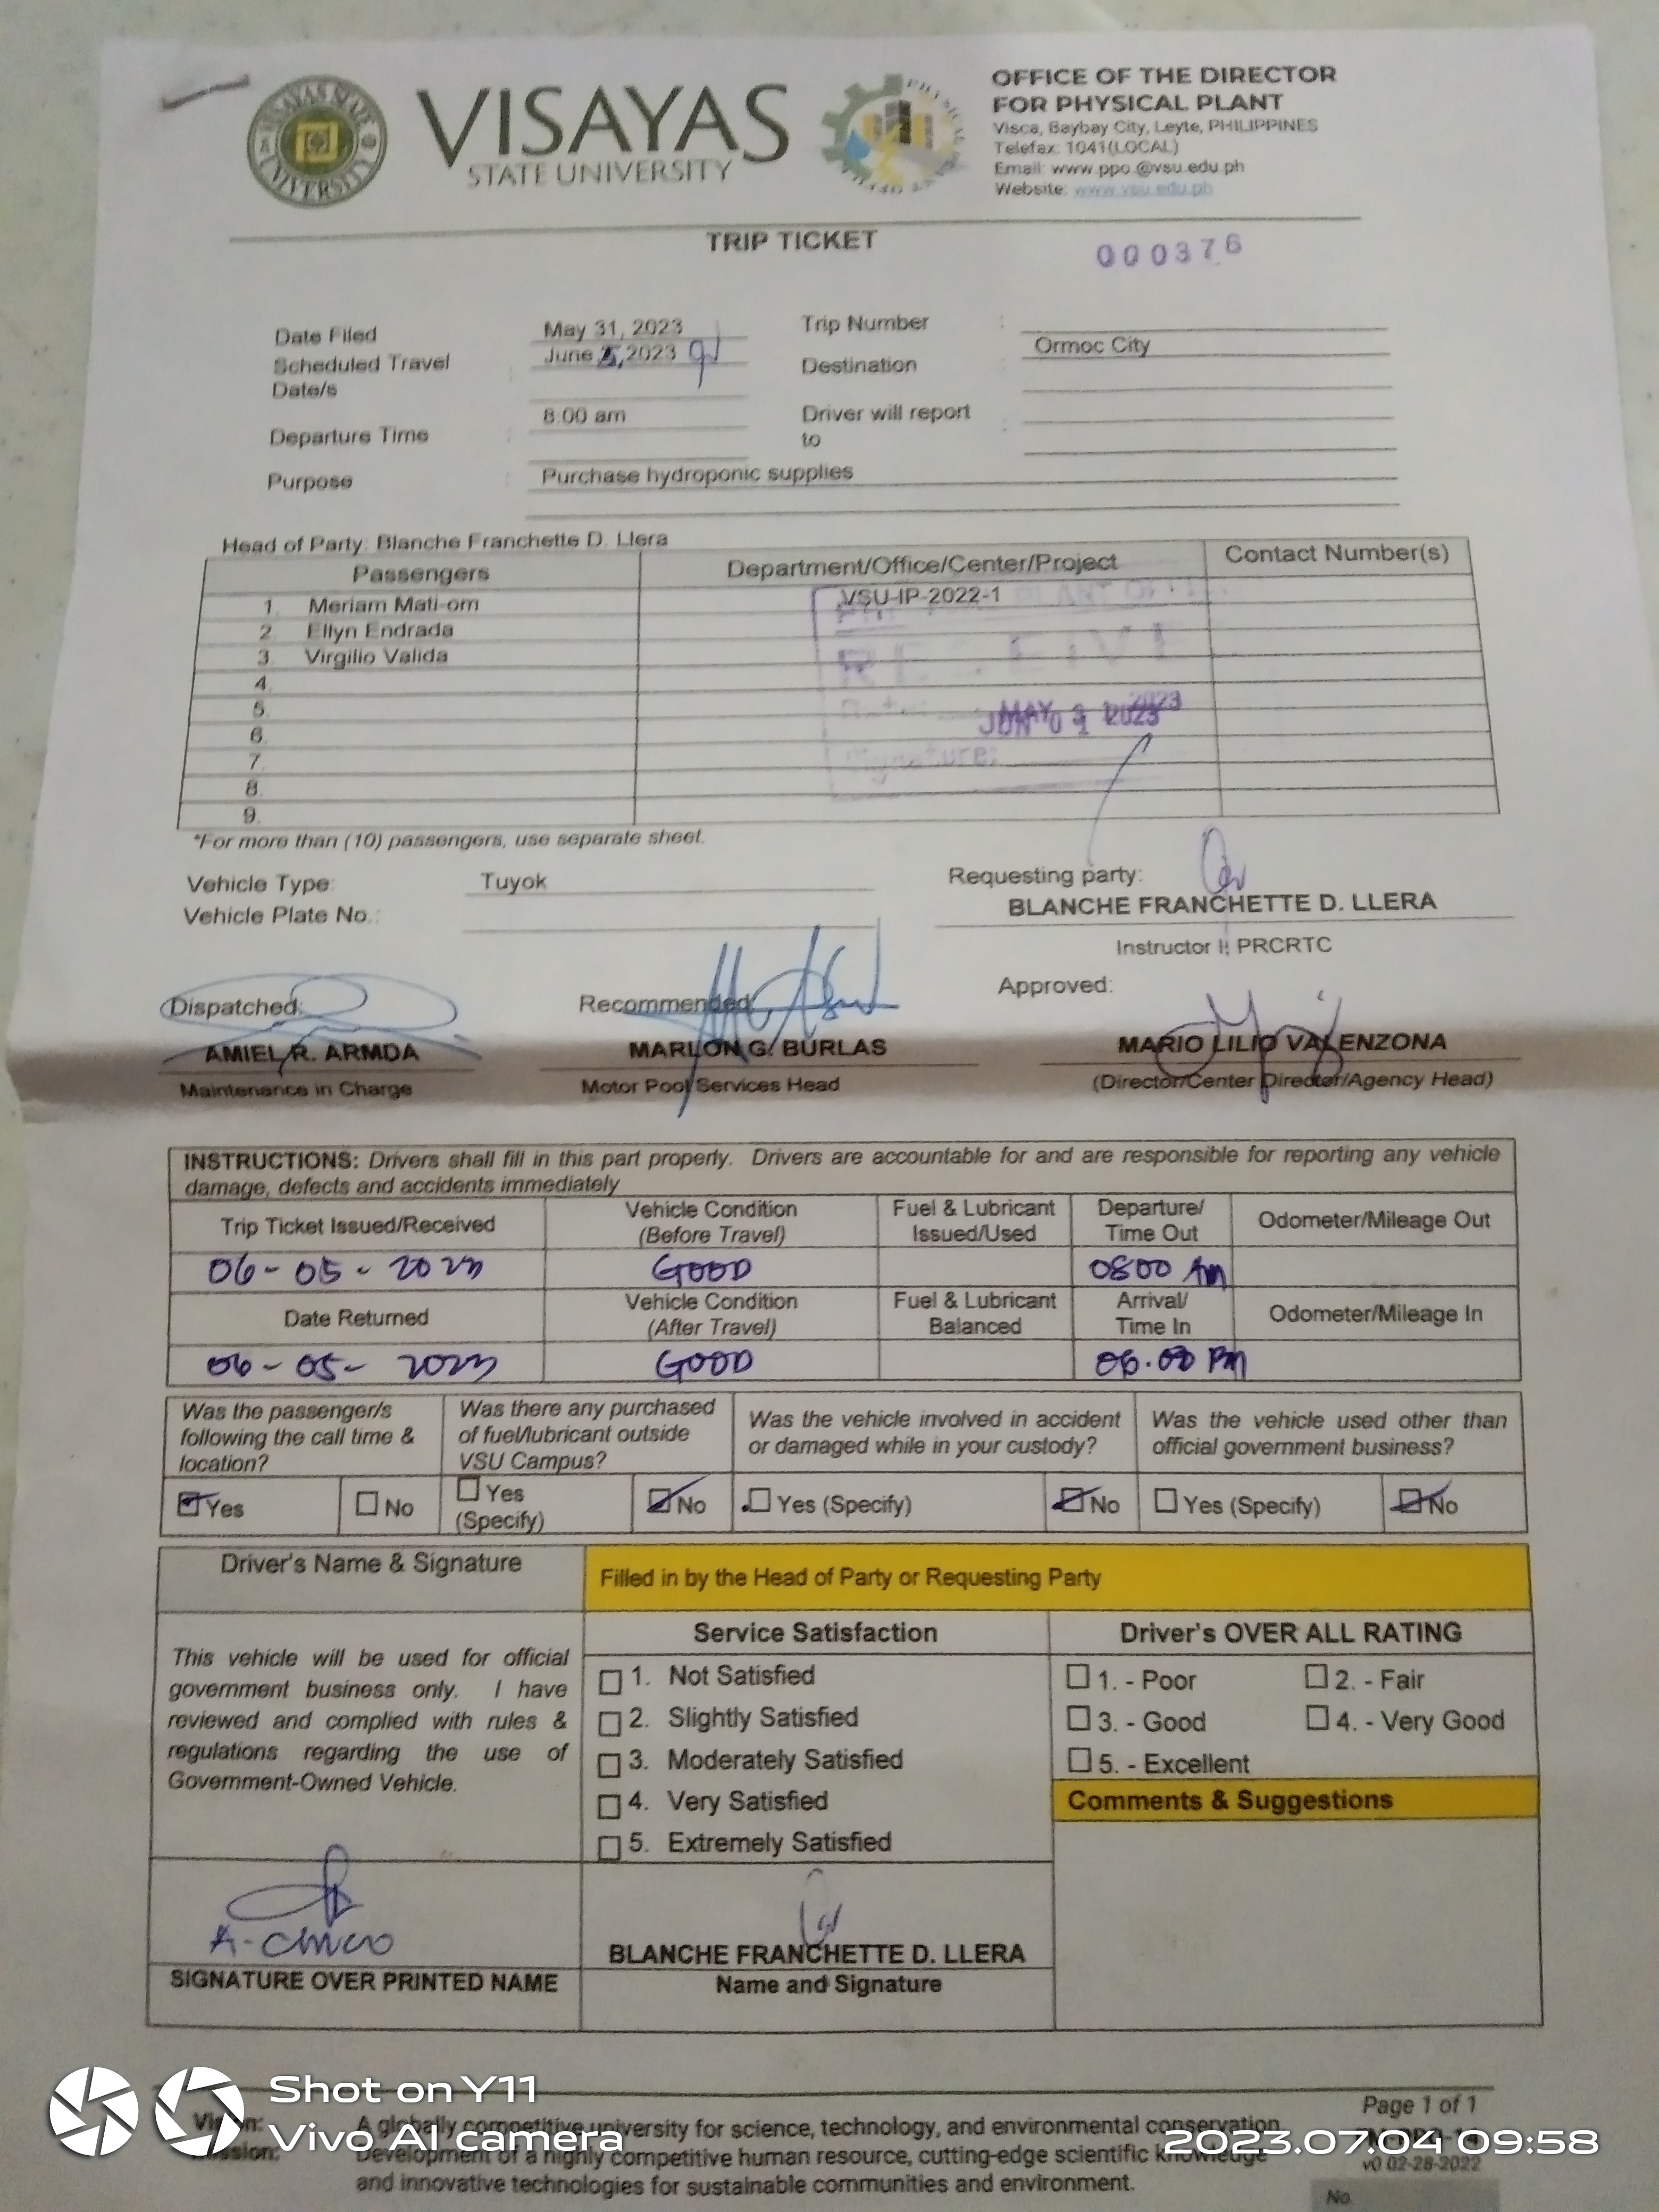 VISAYAS STATE UNIVERSITY
VISAYAS
STATE UNIVERSITY
OFFICE OF THE DIRECTOR
FOR PHYSICAL PLANT
Visca, Baybay City, Leyte, PHILIPPINES
Telefax: 1041(LOCAL)
Email: www.ppo.@vsu.edu.ph
Website: www.vsu.edu.ph
TRIP TICKET
000376
Date Filed May 31, 2023 Trip Number :
Scheduled Travel Date/s : June 5, 2023 Destination : Ormoc City
Departure Time : 8:00 am Driver will report to :
Purpose : Purchase hydroponic supplies
Head of Party: Blanche Franchette D. Llera
Passengers Department/Office/Center/Project Contact Number(s)
1. Meriam Mati-om VSU-IP-2022-1
2 Ellyn Endrada
3 Virgilio Valida
4.
5.
6.
7.
8.
9.
Date:
MAY 31 2023
JUN 01 2023
Signature:
*For more than (10) passengers, use separate sheet.
Vehicle Type: Tuyok
Vehicle Plate No.:
Requesting party:
BLANCHE FRANCHETTE D. LLERA
Instructor I, PRCRTC
Dispatched: Recommended: Approved:
AMIEL R. ARMDA MARLON G. BURLAS MARIO LILIO VALENZONA
Maintenance in Charge Motor Pool Services Head (Director/Center Director/Agency Head)
INSTRUCTIONS: Drivers shall fill in this part properly. Drivers are accountable for and are responsible for reporting any vehicle
damage, defects and accidents immediately
Trip Ticket Issued/Received Vehicle Condition (Before Travel) Fuel & Lubricant Issued/Used Departure/ Time Out Odometer/Mileage Out
06-05-2023 GOOD 0800 AM
Date Returned Vehicle Condition (After Travel) Fuel & Lubricant Balanced Arrival/ Time In Odometer/Mileage In
06-05-2023 GOOD 06.00 PM
Was the passenger/s following the call time & location? Was there any purchased of fuel/lubricant outside VSU Campus? Was the vehicle involved in accident or damaged while in your custody? Was the vehicle used other than official government business?
Yes No Yes (Specify) No Yes (Specify) No Yes (Specify) No
Driver's Name & Signature
Filled in by the Head of Party or Requesting Party
This vehicle will be used for official
government business only. I have
reviewed and complied with rules &
regulations regarding the use of
Government-Owned Vehicle.
Service Satisfaction
1. Not Satisfied
2. Slightly Satisfied
3. Moderately Satisfied
4. Very Satisfied
5. Extremely Satisfied
Driver's OVER ALL RATING
1. - Poor 2. - Fair
3. - Good 4. - Very Good
5. - Excellent
Comments & Suggestions
A. Chico
SIGNATURE OVER PRINTED NAME
BLANCHE FRANCHETTE D. LLERA
Name and Signature
Page 1 of 1
v0 02-28-2022
No.
Vision: A globally competitive university for science, technology, and environmental conservation
Mission: Development of a highly competitive human resource, cutting-edge scientific knowledge
and innovative technologies for sustainable communities and environment.
Shot on Y11
Vivo AI camera
2023.07.04 09:58